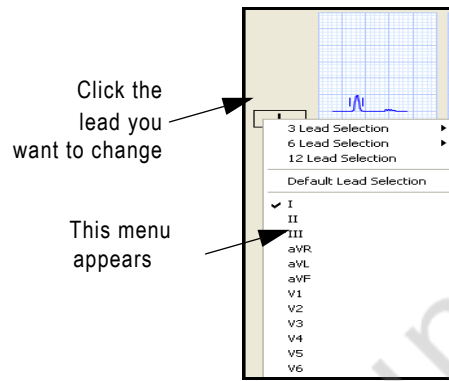 Click the
lead you
want to change
This menu
appears
I
3 Lead Selection
6 Lead Selection
12 Lead Selection
Default Lead Selection
I
II
III
aVR
aVL
aVF
V1
V2
V3
V4
V5
V6